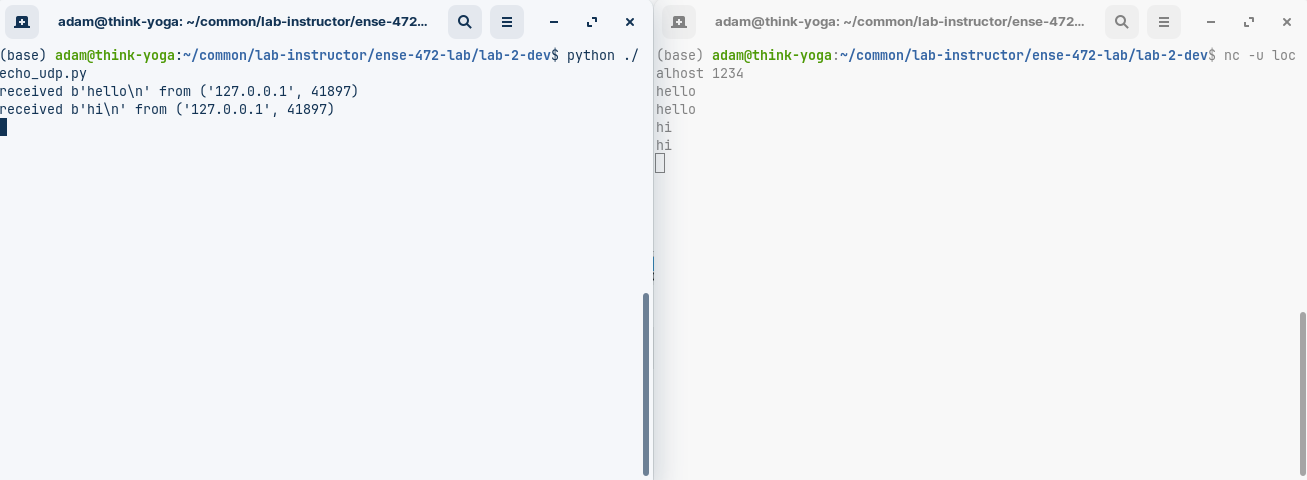 adam@think-yoga: ~/common/lab-instructor/ense-472...
(base) adam@think-yoga:~/common/lab-instructor/ense-472-lab/lab-2-dev$ python ./
echo_udp.py
received b'hello\n' from ('127.0.0.1', 41897)
received b'hi\n' from ('127.0.0.1', 41897)
adam@think-yoga: ~/common/lab-instructor/ense-472...
(base) adam@think-yoga:~/common/lab-instructor/ense-472-lab/lab-2-dev$ nc -u loc
alhost 1234
hello
hello
hi
hi